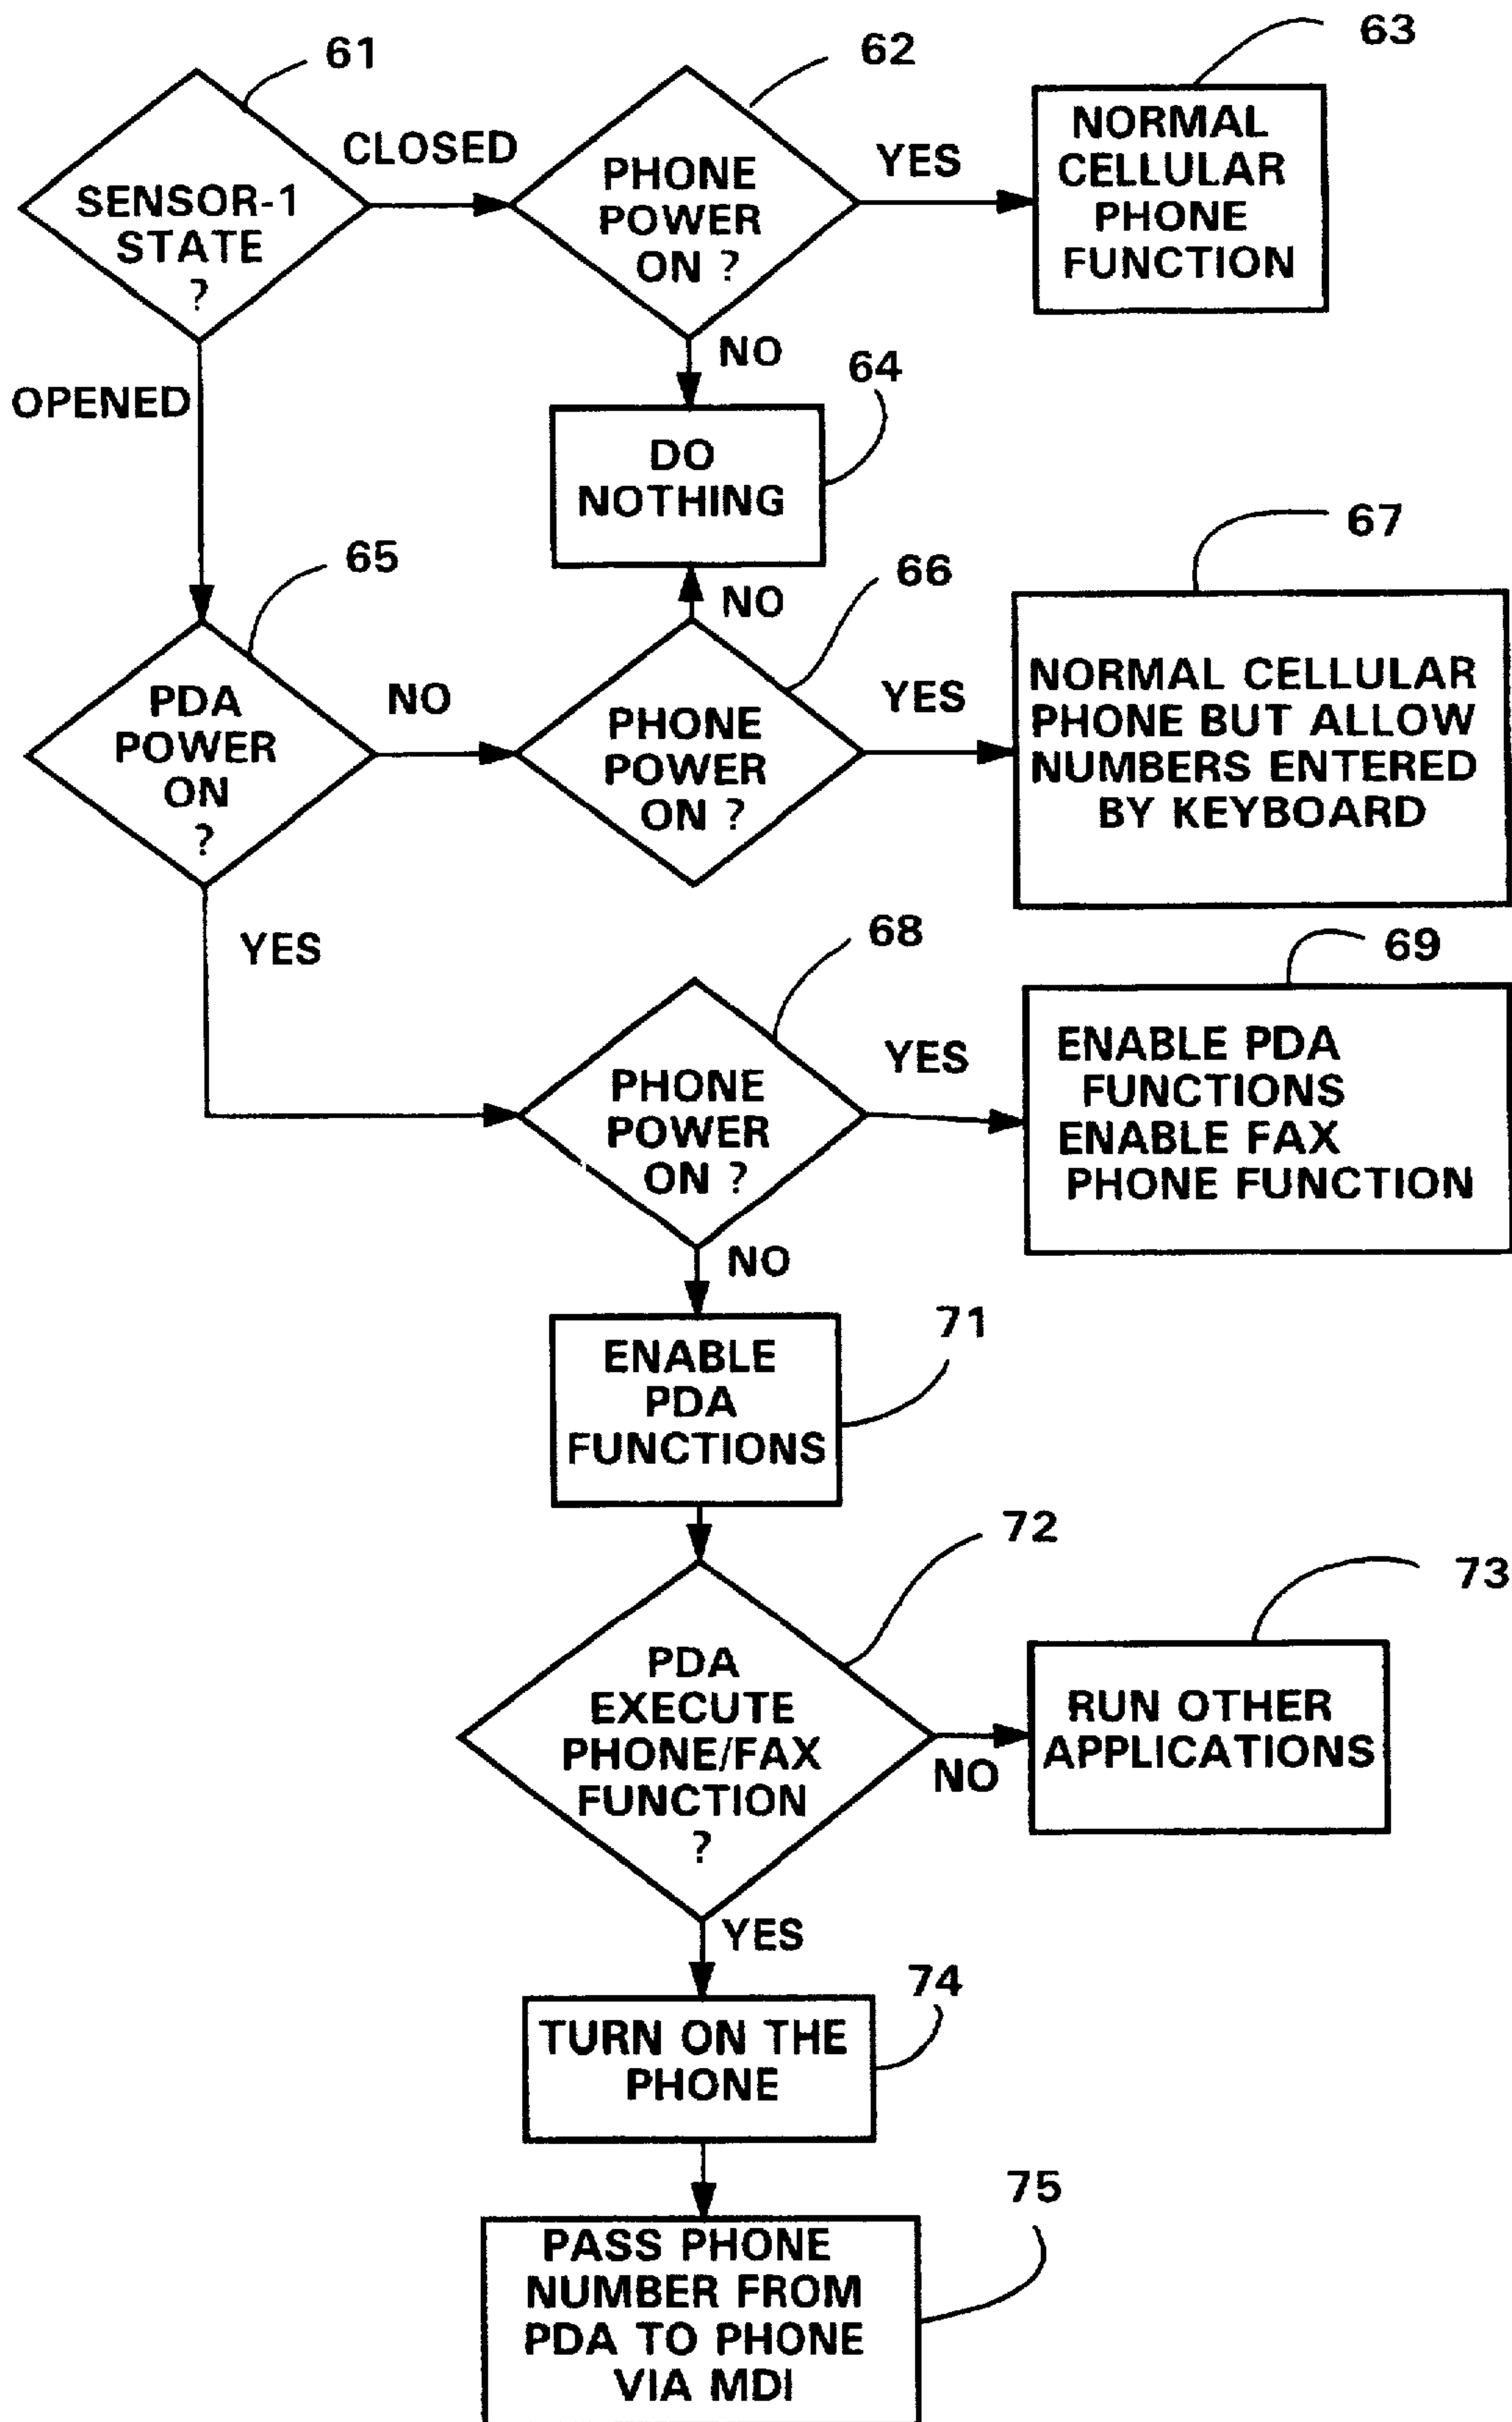 61
62
63
SENSOR-1
STATE
?
CLOSED
PHONE
POWER
ON ?
YES
NORMAL
CELLULAR
PHONE
FUNCTION
OPENED
NO
64
DO
NOTHING
65
NO
66
67
PDA
POWER
ON
?
NO
PHONE
POWER
ON ?
YES
NORMAL CELLULAR
PHONE BUT ALLOW
NUMBERS ENTERED
BY KEYBOARD
YES
68
69
PHONE
POWER
ON ?
YES
ENABLE PDA
FUNCTIONS
ENABLE FAX
PHONE FUNCTION
NO
71
ENABLE
PDA
FUNCTIONS
72
73
PDA
EXECUTE
PHONE/FAX
FUNCTION
?
NO
RUN OTHER
APPLICATIONS
YES
74
TURN ON THE
PHONE
75
PASS PHONE
NUMBER FROM
PDA TO PHONE
VIA MDI